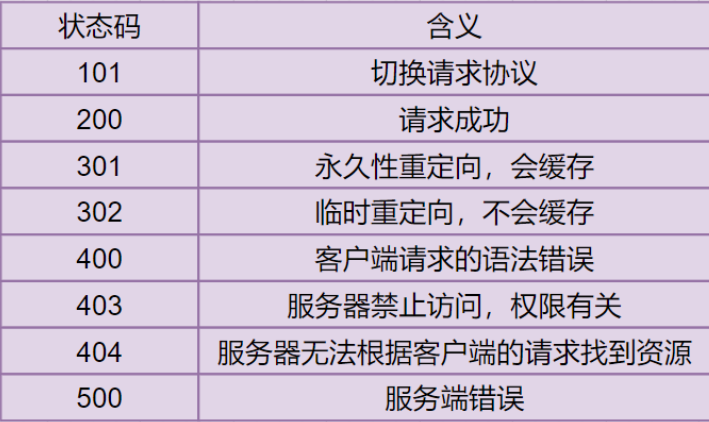 状态码 含义
101 切换请求协议
200 请求成功
301 永久性重定向，会缓存
302 临时重定向，不会缓存
400 客户端请求的语法错误
403 服务器禁止访问，权限有关
404 服务器无法根据客户端的请求找到资源
500 服务端错误